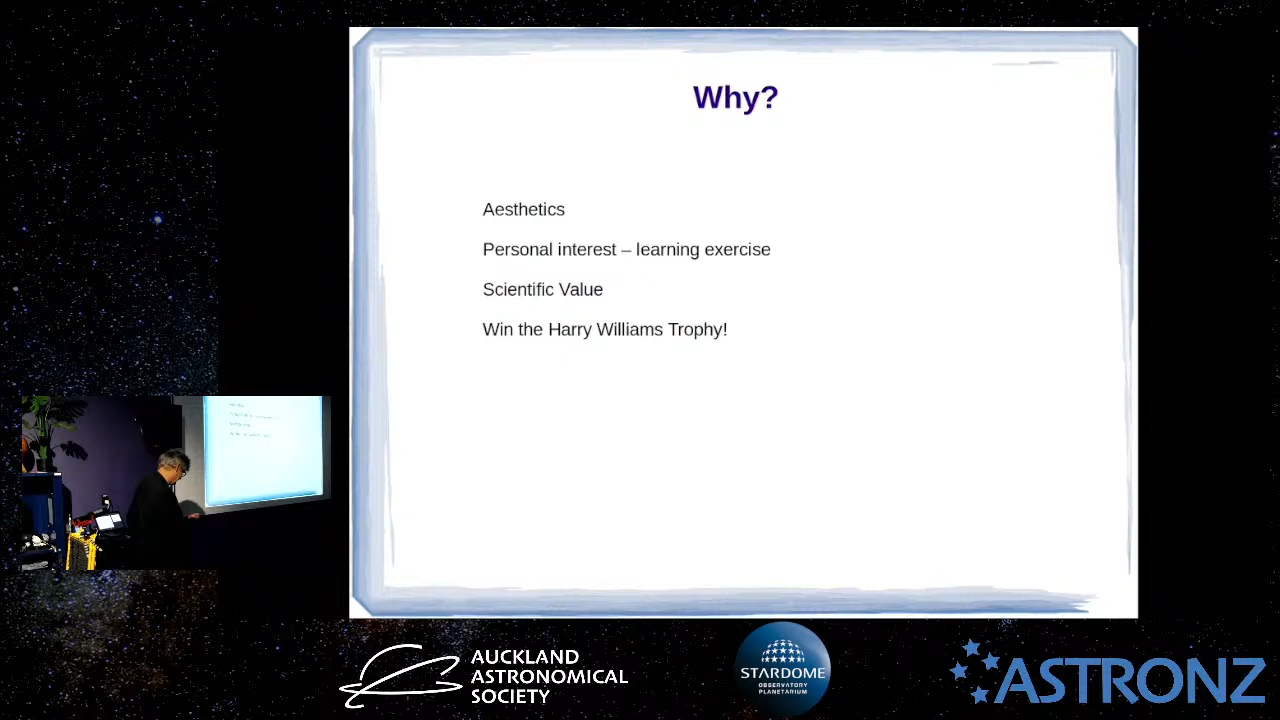 Why?
Aesthetics
Personal interest – learning exercise
Scientific Value
Win the Harry Williams Trophy!
AUCKLAND
ASTRONOMICAL
SOCIETY
STARDOME
OBSERVATORY
PLANETARIUM
ASTRONZ